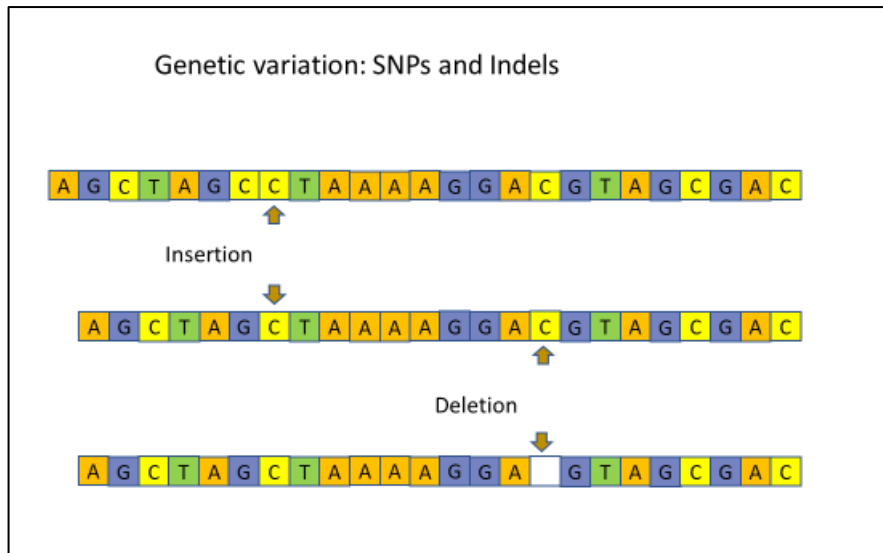 Genetic variation: SNPs and Indels
A G C T A G C C T A A A A G G A C G T A G C G A C
Insertion
A G C T A G C T A A A A G G A C G T A G C G A C
Deletion
A G C T A G C T A A A A G G A G T A G C G A C